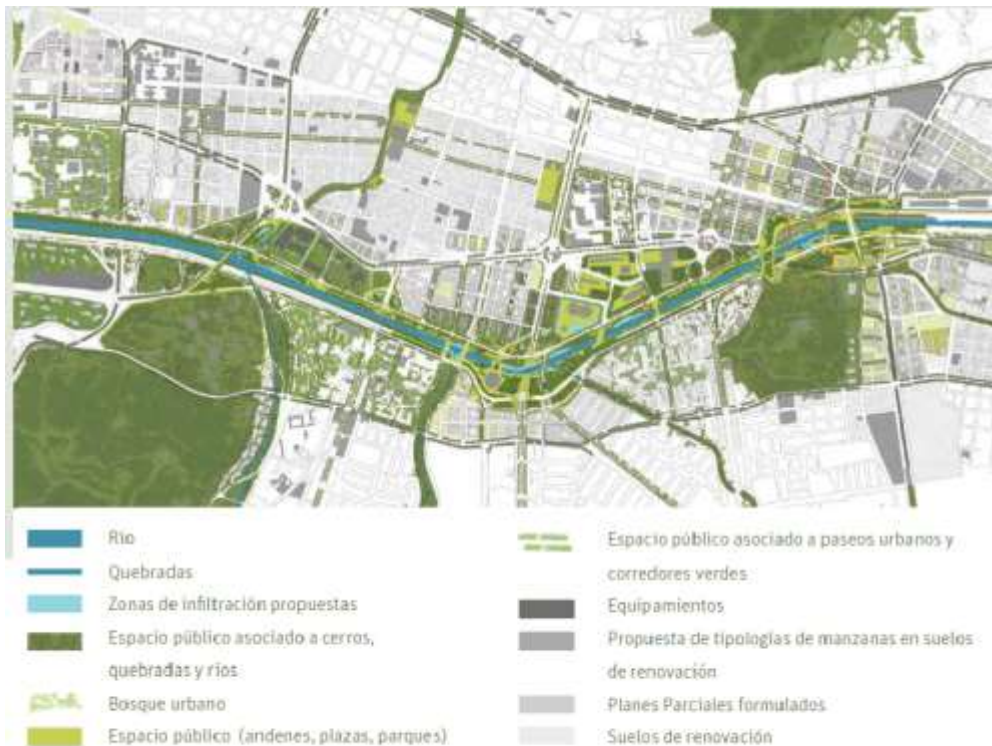 Río
Quebradas
Zonas de infiltración propuestas
Espacio público asociado a cerros,
quebradas y ríos
Bosque urbano
Espacio público (andenes, plazas, parques)
Espacio público asociado a paseos urbanos y
corredores verdes
Equipamientos
Propuesta de tipologías de manzanas en suelos
de renovación
Planes Parciales formulados
Suelos de renovación